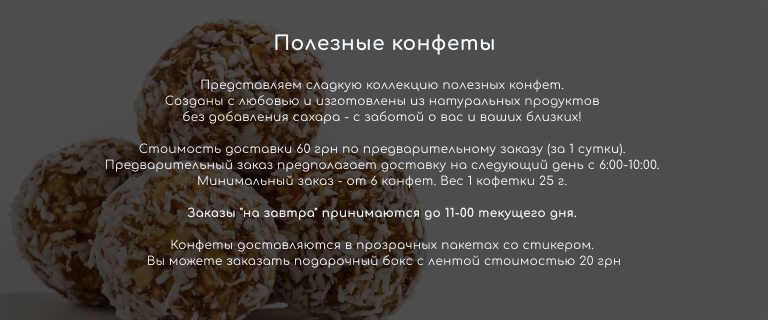 Полезные конфеты
Представляем сладкую коллекцию полезных конфет.
Созданы с любовью и изготовлены из натуральных продуктов
без добавления сахара - с заботой о вас и ваших близких!
Стоимость доставки 60 грн по предварительному заказу (за 1 сутки).
Предварительный заказ предполагает доставку на следующий день с 6:00-10:00.
Минимальный заказ - от 6 конфет. Вес 1 кофетки 25 г.
Заказы "на завтра" принимаются до 11-00 текущего дня.
Конфеты доставляются в прозрачных пакетах со стикером.
Вы можете заказать подарочный бокс с лентой стоимостью 20 грн